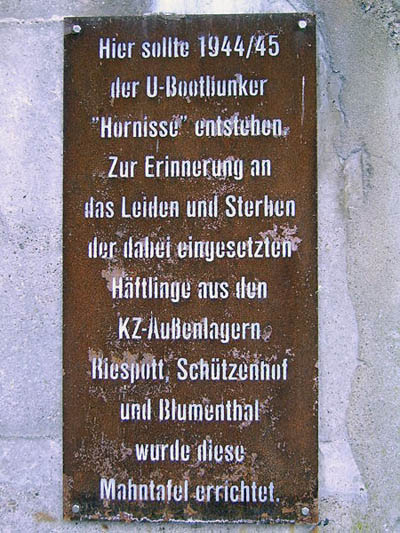 Hier sollte 1944/45
der U-Bootbunker
"Hornisse" entstehen.
Zur Erinnerung an
das Leiden und Sterben
der dabei eingesetzten
Häftlinge aus den
KZ-Außenlagern
Riespott, Schützenhof
und Blumenthal
wurde diese
Mahntafel errichtet.